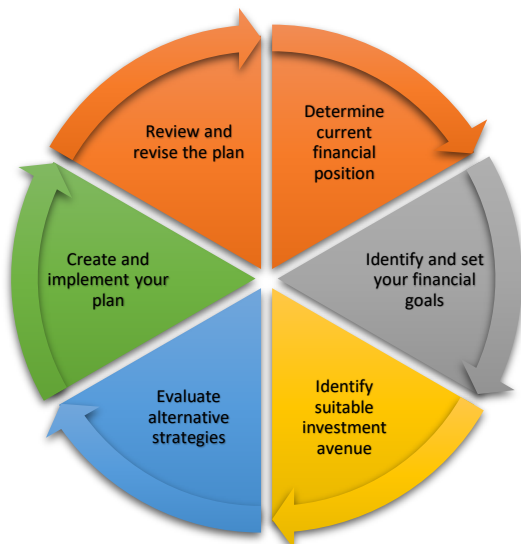 Determine
current
financial
position
Identify and set
your financial
goals
Identify
suitable
investment
avenue
Evaluate
alternative
strategies
Create and
implement your
plan
Review and
revise the plan